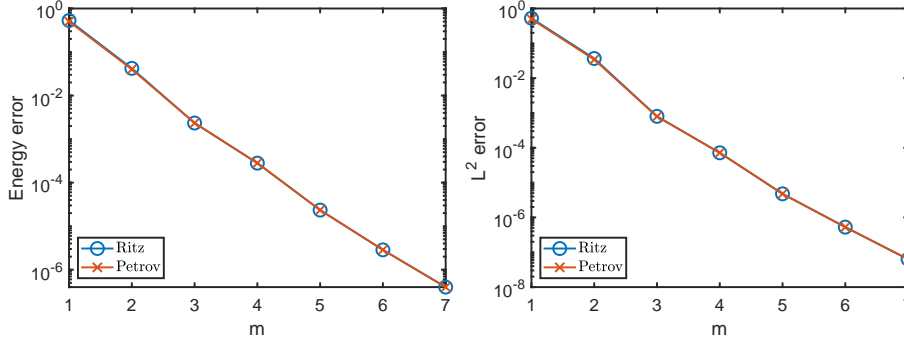 10^0
10^-2
10^-4
10^-6
Energy error
Ritz
Petrov
1 2 3 4 5 6 7
m
10^0
10^-2
10^-4
10^-6
10^-8
L^2 error
Ritz
Petrov
1 2 3 4 5 6
m